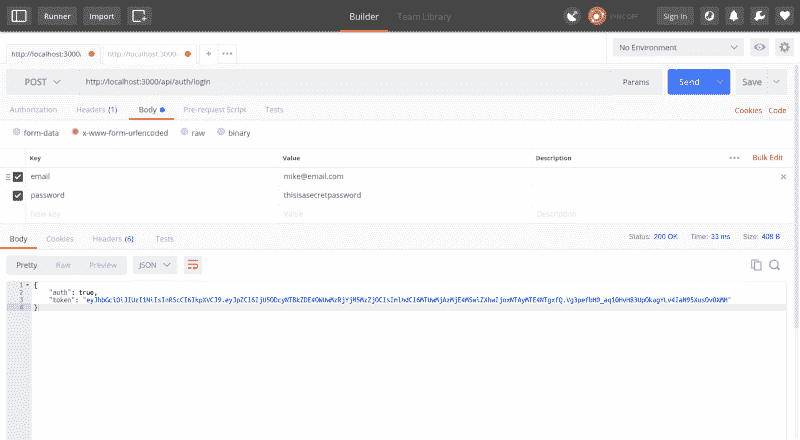 Runner Import Builder Team Library SYNC OFF Sign In
http://localhost:3000/ http://localhost:3000/ + ••• No Environment
POST http://localhost:3000/api/auth/login Params Send Save
Authorization Headers (1) Body Pre-request Script Tests Cookies Code
form-data x-www-form-urlencoded raw binary
Key Value Description ••• Bulk Edit
email mike@email.com
password thisisasecretpassword
New key Value Description
Body Cookies Headers (6) Tests Status: 200 OK Time: 33 ms Size: 408 B
Pretty Raw Preview JSON
1 {
2 "auth": true,
3 "token":
4 }